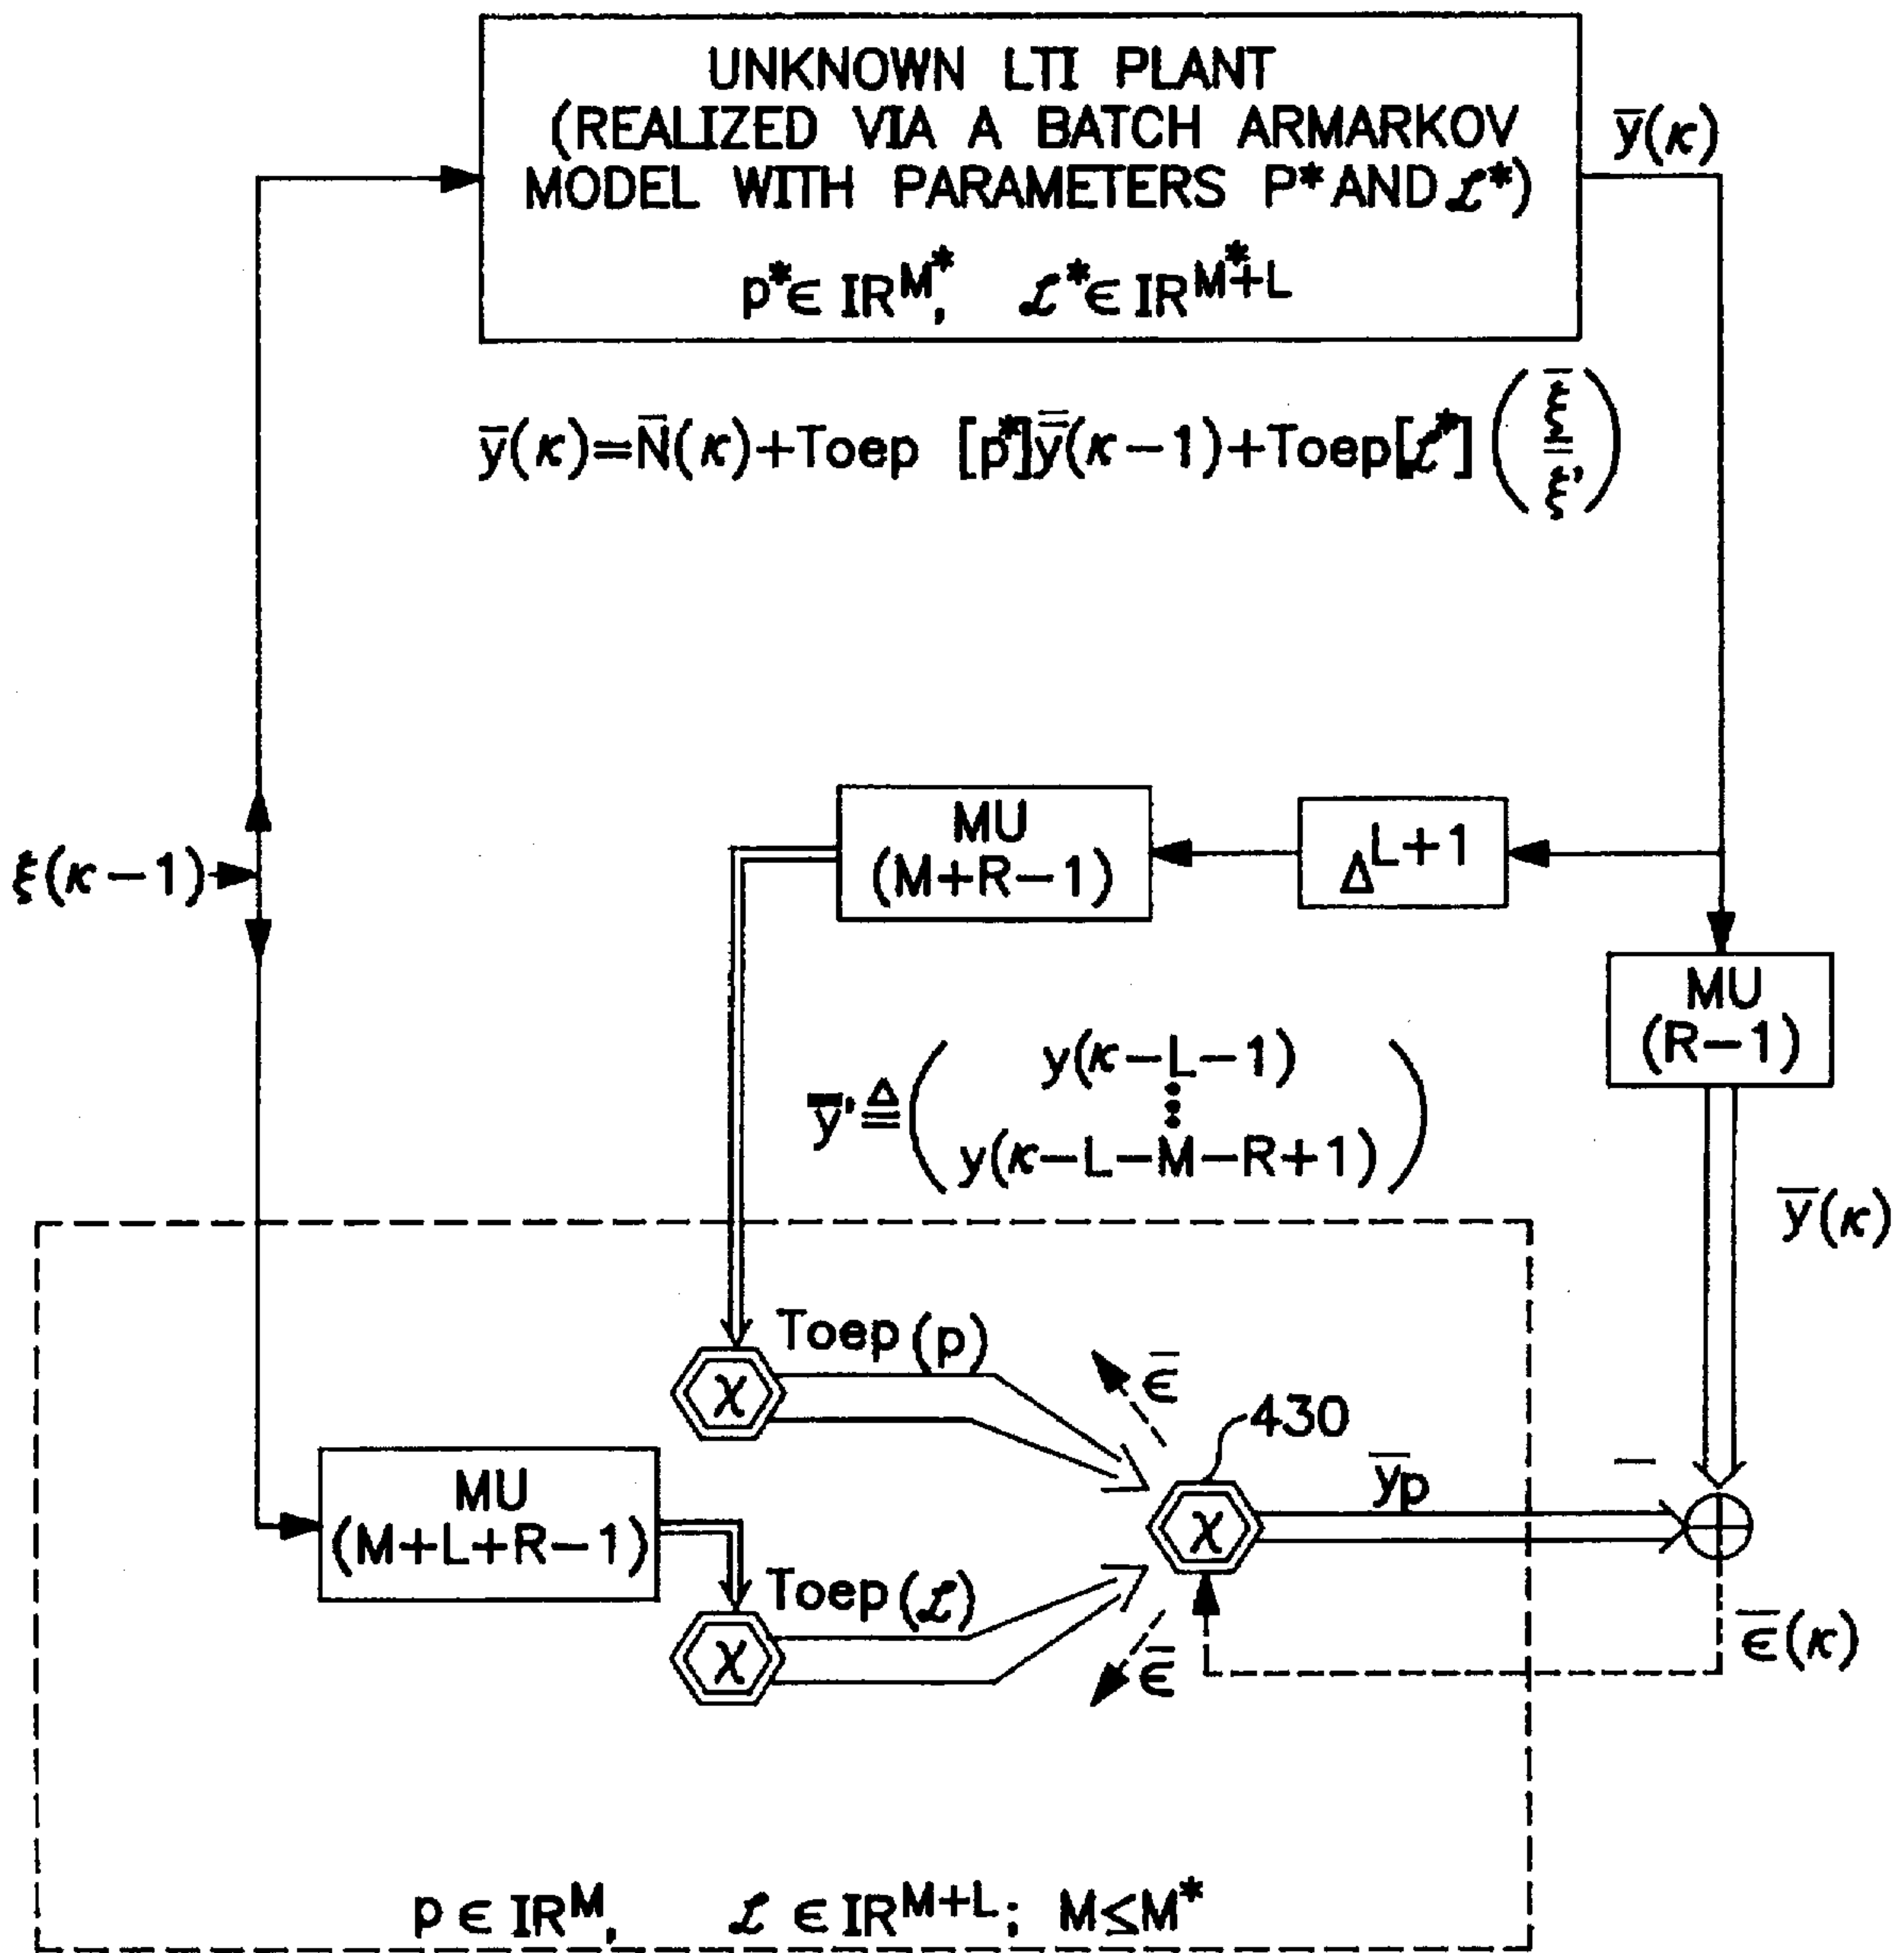 UNKNOWN LTI PLANT
(REALIZED VIA A BATCH ARMARKOV
MODEL WITH PARAMETERS P* AND ℒ*)
p* ∈ IR^M*, ℒ* ∈ IR^M*+L
y̅(κ)
y̅(κ)=N̅(κ)+Toep [p*]y̿(κ−1)+Toep[ℒ*] (ξ̅ ξ̿')
MU
(M+R−1)
Δ^L+1
ξ(κ−1)
MU
(R−1)
y̅' ≜ ( y(κ−L−1)
⋮
y(κ−L−M−R+1) )
y̅(κ)
Toep(p)
ϵ̅
χ
430
y̅p
−
MU
(M+L+R−1)
χ
Toep(ℒ)
χ
ϵ̅
ϵ̅(κ)
p ∈ IR^M, ℒ ∈ IR^M+L; M≤M*